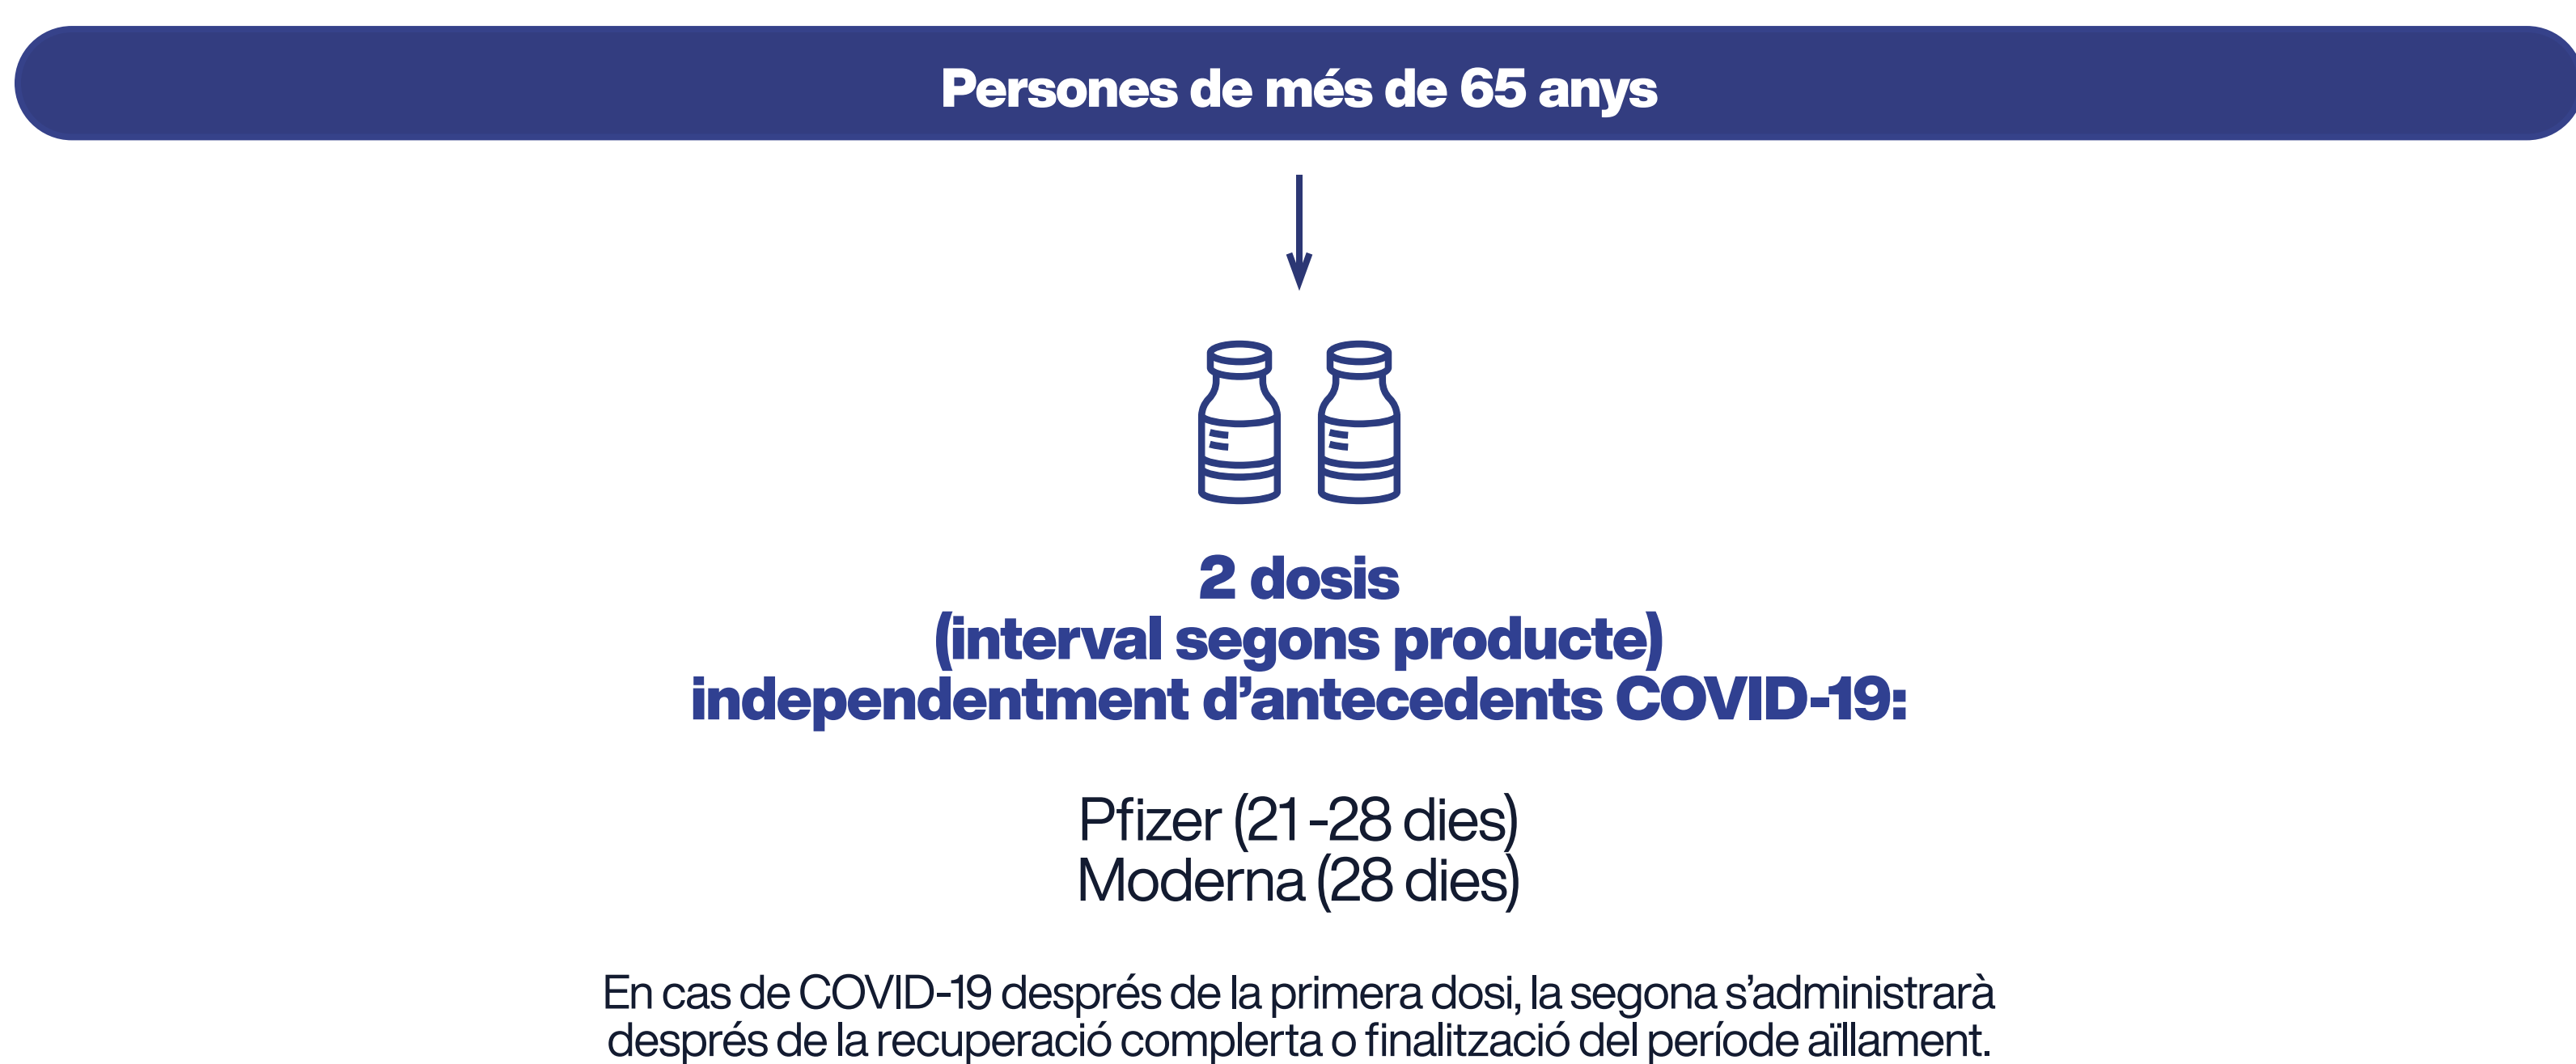 Persones de més de 65 anys
2 dosis
(interval segons producte)
independentment d’antecedents COVID-19:
Pfizer (21-28 dies)
Moderna (28 dies)
En cas de COVID-19 després de la primera dosi, la segona s’administrarà
després de la recuperació complerta o finalització del període aïllament.